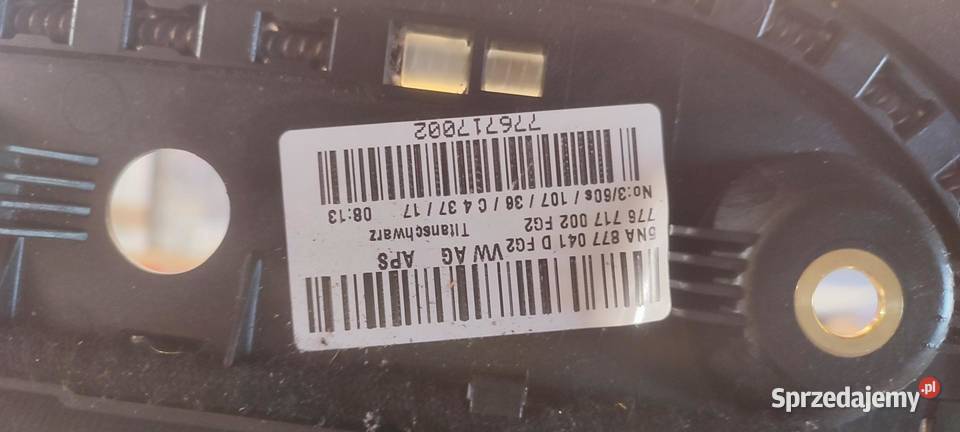 VW AG APS
5NA 877 041 D FG2 Titanschwarz
776 717 002 FG2
No:3/60s / 107 / 38 / C 4 37 / 17 08:13
776717002
Sprzedajemy.pl